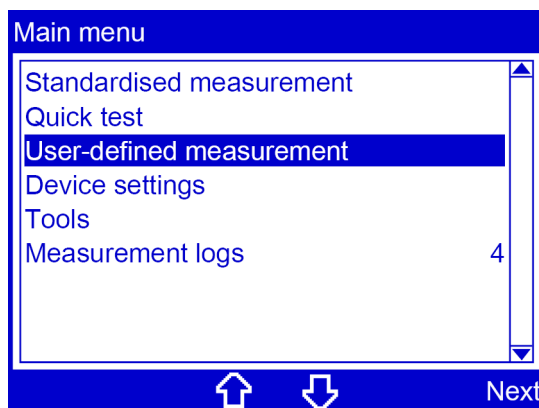 Main menu
Standardised measurement
Quick test
User-defined measurement
Device settings
Tools
Measurement logs 4
Next